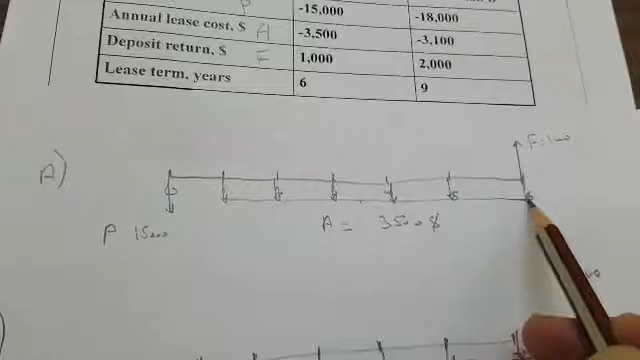 P -15,000 -18,000
Annual lease cost, $ A -3,500 -3,100
Deposit return, $ F 1,000 2,000
Lease term, years 6 9
A)
F = 1000
P 15000 A = 3500 $